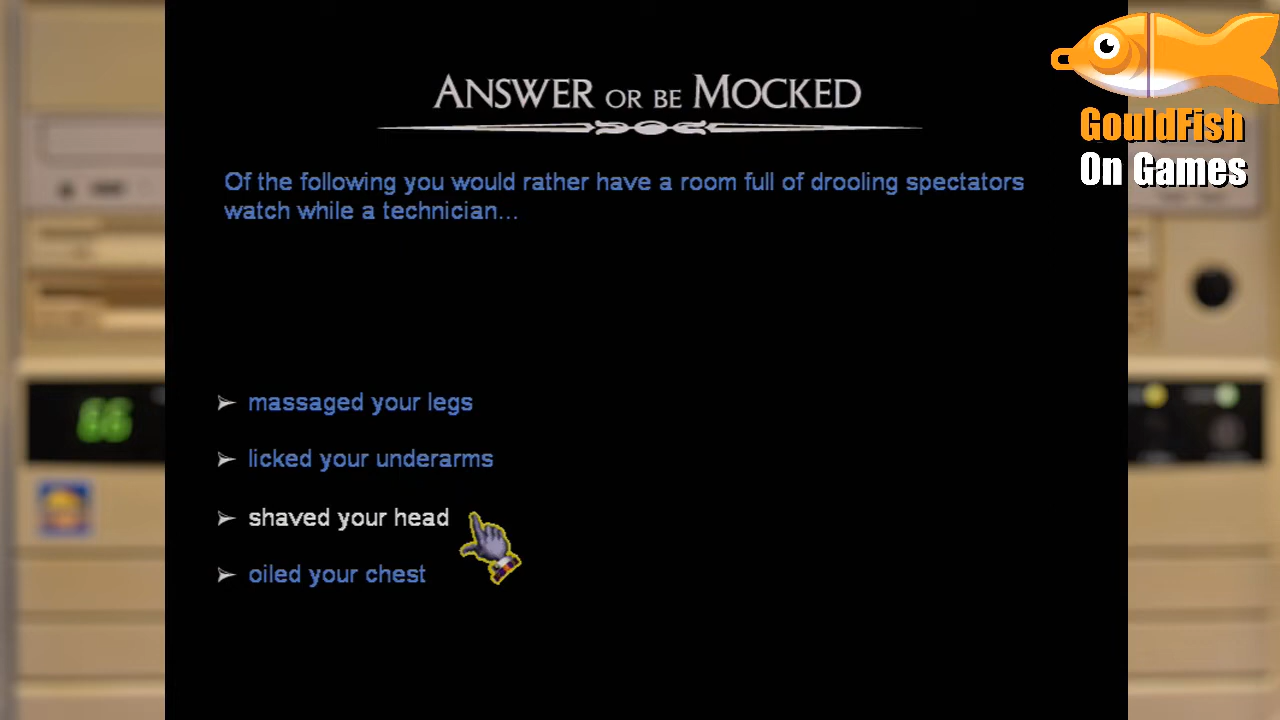 ANSWER OR BE MOCKED
GouldFish
On Games
Of the following you would rather have a room full of drooling spectators
watch while a technician...
66
massaged your legs
licked your underarms
shaved your head
oiled your chest